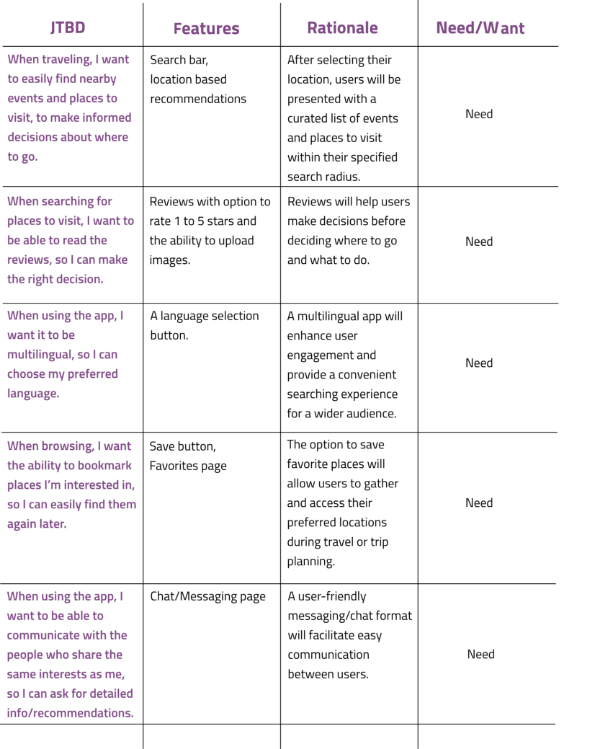 JTBD
Features
Rationale
Need/Want
When traveling, I want
to easily find nearby
events and places to
visit, to make informed
decisions about where
to go.
Search bar,
location based
recommendations
After selecting their
location, users will be
presented with a
curated list of events
and places to visit
within their specified
search radius.
Need
When searching for
places to visit, I want to
be able to read the
reviews, so I can make
the right decision.
Reviews with option to
rate 1 to 5 stars and
the ability to upload
images.
Reviews will help users
make decisions before
deciding where to go
and what to do.
Need
When using the app, I
want it to be
multilingual, so I can
choose my preferred
language.
A language selection
button.
A multilingual app will
enhance user
engagement and
provide a convenient
searching experience
for a wider audience.
Need
When browsing, I want
the ability to bookmark
places I'm interested in,
so I can easily find them
again later.
Save button,
Favorites page
The option to save
favorite places will
allow users to gather
and access their
preferred locations
during travel or trip
planning.
Need
When using the app, I
want to be able to
communicate with the
people who share the
same interests as me,
so I can ask for detailed
info/recommendations.
Chat/Messaging page
A user-friendly
messaging/chat format
will facilitate easy
communication
between users.
Need